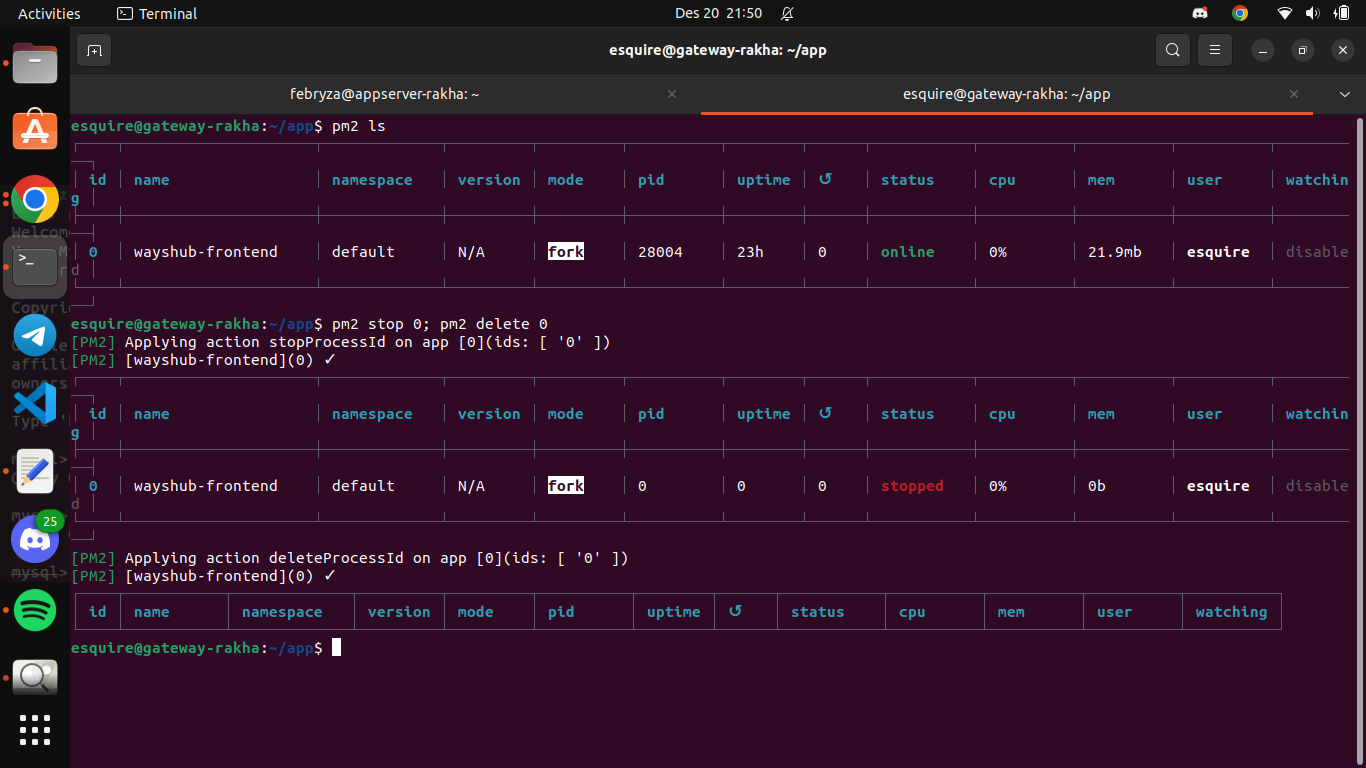 Activities Terminal Des 20 21:50
esquire@gateway-rakha: ~/app
febryza@appserver-rakha: ~ esquire@gateway-rakha: ~/app
esquire@gateway-rakha:~/app$ pm2 ls
id name namespace version mode pid uptime ↺ status cpu mem user watchin
g
0 wayshub-frontend default N/A fork 28004 23h 0 online 0% 21.9mb esquire disable
d
esquire@gateway-rakha:~/app$ pm2 stop 0; pm2 delete 0
[PM2] Applying action stopProcessId on app [0](ids: [ '0' ])
[PM2] [wayshub-frontend](0) ✓
id name namespace version mode pid uptime ↺ status cpu mem user watchin
g
0 wayshub-frontend default N/A fork 0 0 0 stopped 0% 0b esquire disable
d
[PM2] Applying action deleteProcessId on app [0](ids: [ '0' ])
[PM2] [wayshub-frontend](0) ✓
id name namespace version mode pid uptime ↺ status cpu mem user watching
esquire@gateway-rakha:~/app$
25
mysql>